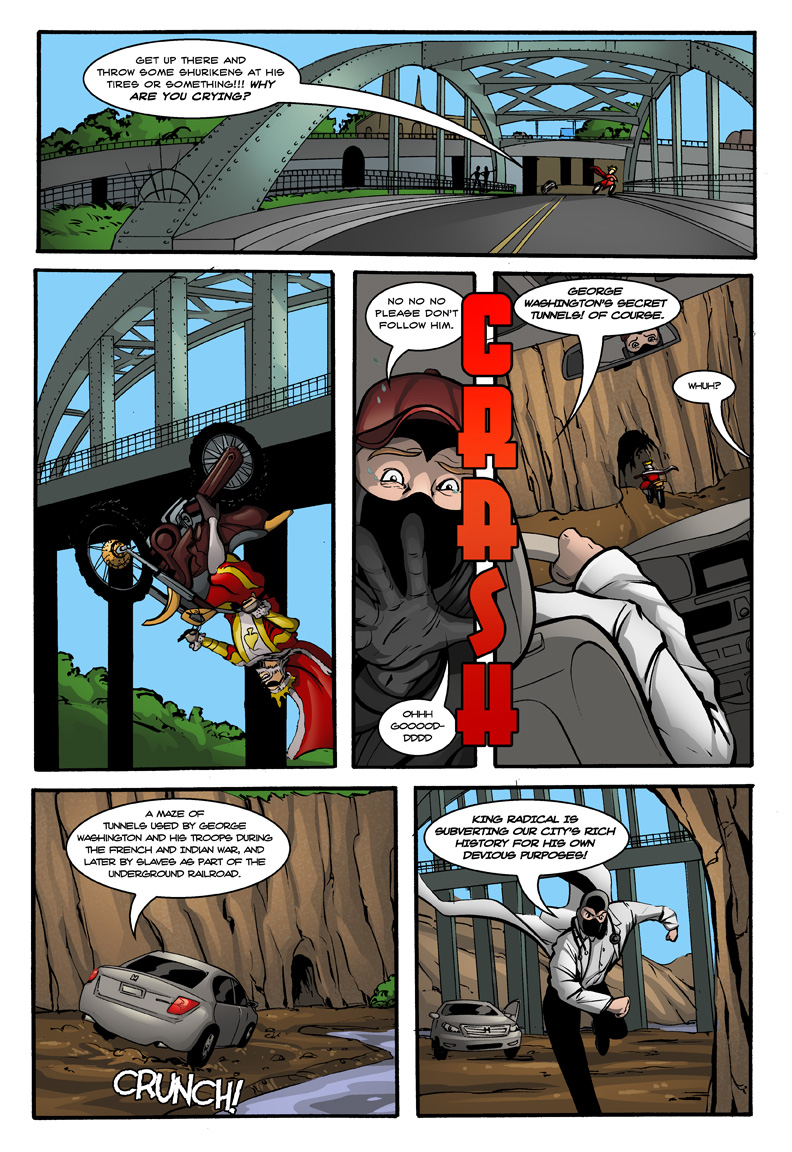 GET UP THERE AND
THROW SOME SHURIKENS AT HIS
TIRES OR SOMETHING!!! WHY
ARE YOU CRYING?
NO NO NO
PLEASE DON'T
FOLLOW HIM.
OHHH
GOOOOD-
DDDD
CRASH
GEORGE
WASHINGTON'S SECRET
TUNNELS! OF COURSE.
WHUH?
A MAZE OF
TUNNELS USED BY GEORGE
WASHINGTON AND HIS TROOPS DURING
THE FRENCH AND INDIAN WAR, AND
LATER BY SLAVES AS PART OF THE
UNDERGROUND RAILROAD.
CRUNCH!
KING RADICAL IS
SUBVERTING OUR CITY'S RICH
HISTORY FOR HIS OWN
DEVIOUS PURPOSES!